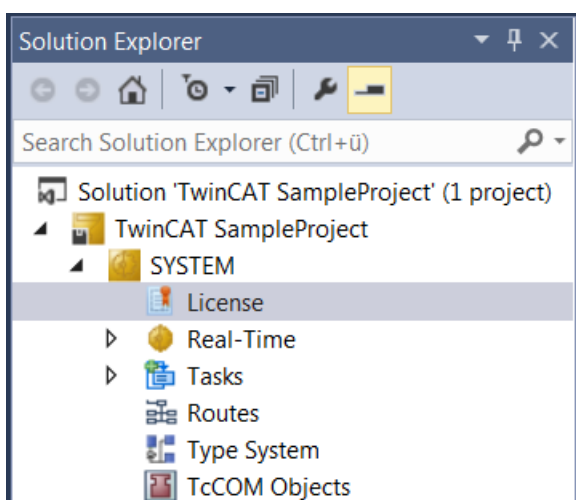 Solution Explorer
Search Solution Explorer (Ctrl+ü)
Solution 'TwinCAT SampleProject' (1 project)
TwinCAT SampleProject
SYSTEM
License
Real-Time
Tasks
Routes
Type System
TcCOM Objects